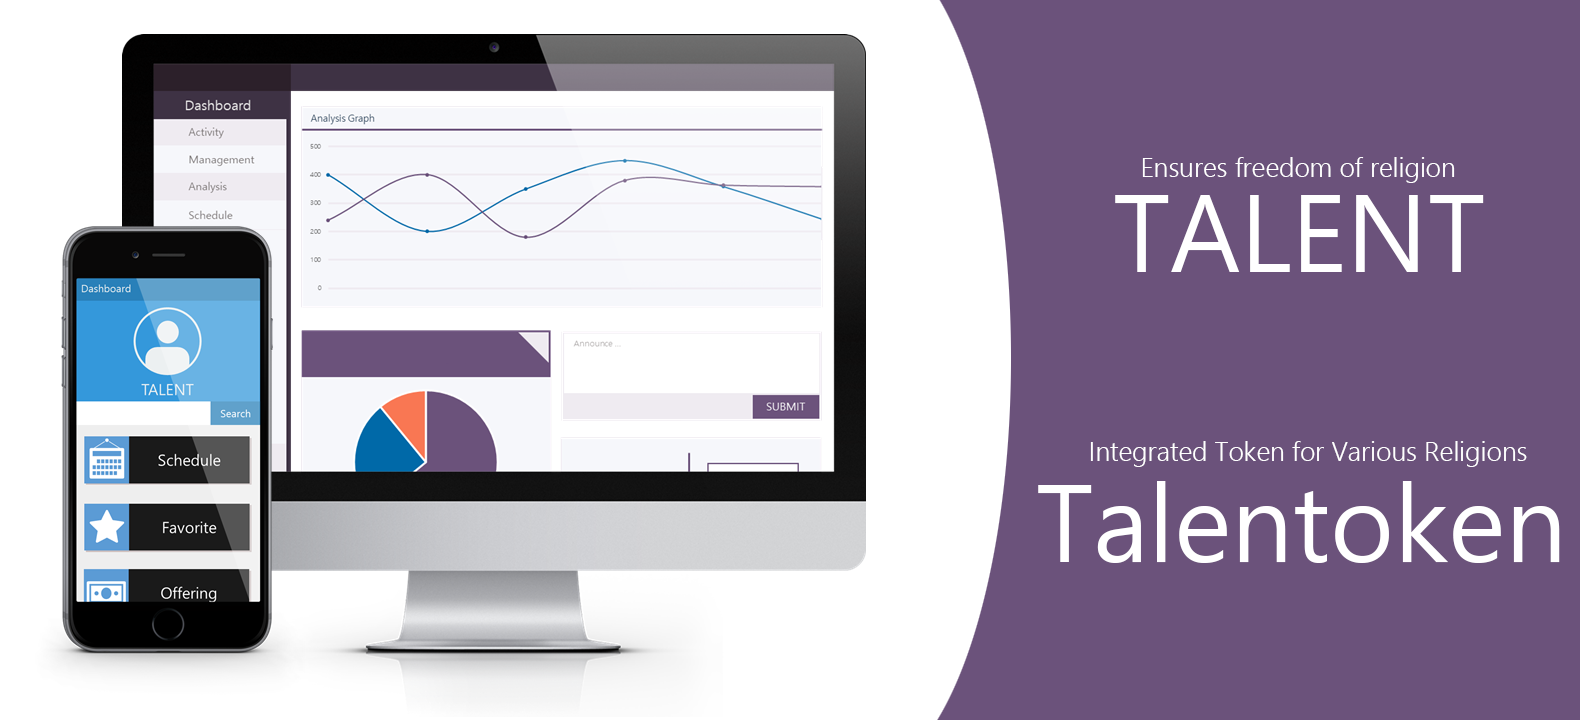 Dashboard
Activity
Management
Analysis
Schedule
Analysis Graph
500
400
300
200
100
0
Announce ...
SUBMIT
Dashboard
TALENT
Search
Schedule
Favorite
Offering
Ensures freedom of religion
TALENT
Integrated Token for Various Religions
Talentoken